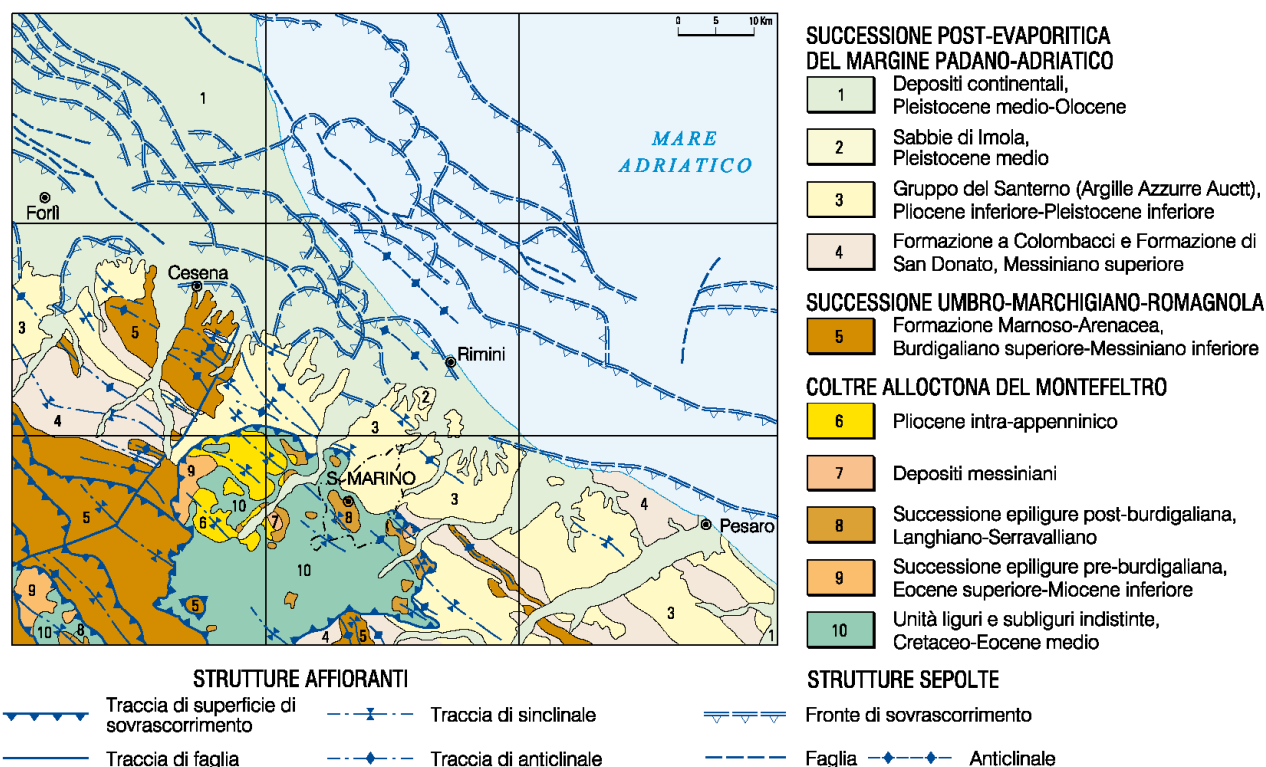 0 5 10 Km
1
MARE
ADRIATICO
Forlì
Cesena
3
5
Rimini
2
4
3
9
S. MARINO
3
4
10
5
6
7
8
Pesaro
10
9
5
3
10
8
4
5
1
SUCCESSIONE POST-EVAPORITICA
DEL MARGINE PADANO-ADRIATICO
1 Depositi continentali,
Pleistocene medio-Olocene
2 Sabbie di Imola,
Pleistocene medio
3 Gruppo del Santerno (Argille Azzurre Auctt),
Pliocene inferiore-Pleistocene inferiore
4 Formazione a Colombacci e Formazione di
San Donato, Messiniano superiore
SUCCESSIONE UMBRO-MARCHIGIANO-ROMAGNOLA
5 Formazione Marnoso-Arenacea,
Burdigaliano superiore-Messiniano inferiore
COLTRE ALLOCTONA DEL MONTEFELTRO
6 Pliocene intra-appenninico
7 Depositi messiniani
8 Successione epiligure post-burdigaliana,
Langhiano-Serravalliano
9 Successione epiligure pre-burdigaliana,
Eocene superiore-Miocene inferiore
10 Unità liguri e subliguri indistinte,
Cretaceo-Eocene medio
STRUTTURE AFFIORANTI
Traccia di superficie di
sovrascorrimento
Traccia di sinclinale
Traccia di faglia
Traccia di anticlinale
STRUTTURE SEPOLTE
Fronte di sovrascorrimento
Faglia
Anticlinale